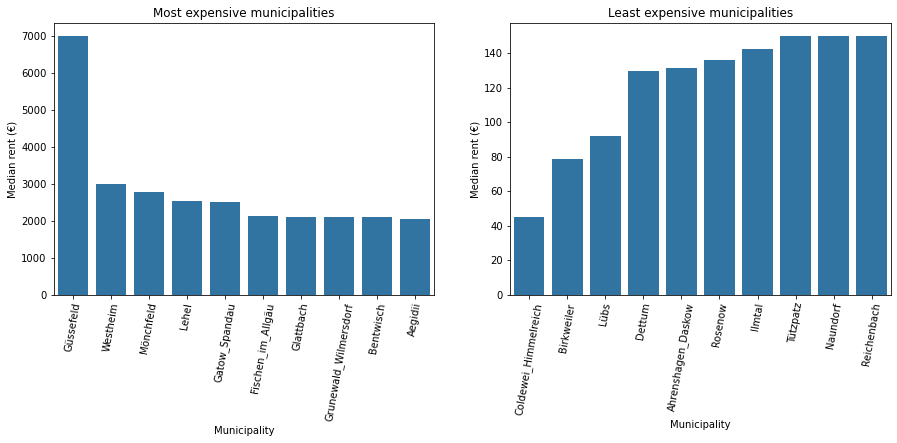 Most expensive municipalities
Median rent (€)
7000
6000
5000
4000
3000
2000
1000
0
Güssefeld
Westheim
Mönchfeld
Lehel
Gatow_Spandau
Fischen_im_Allgäu
Glattbach
Grunewald_Wilmersdorf
Bentwisch
Aegidii
Municipality
Least expensive municipalities
Median rent (€)
140
120
100
80
60
40
20
0
Coldewei_Himmelreich
Birkweiler
Lübs
Dettum
Ahrenshagen_Daskow
Rosenow
Ilmtal
Tützpatz
Naundorf
Reichenbach
Municipality